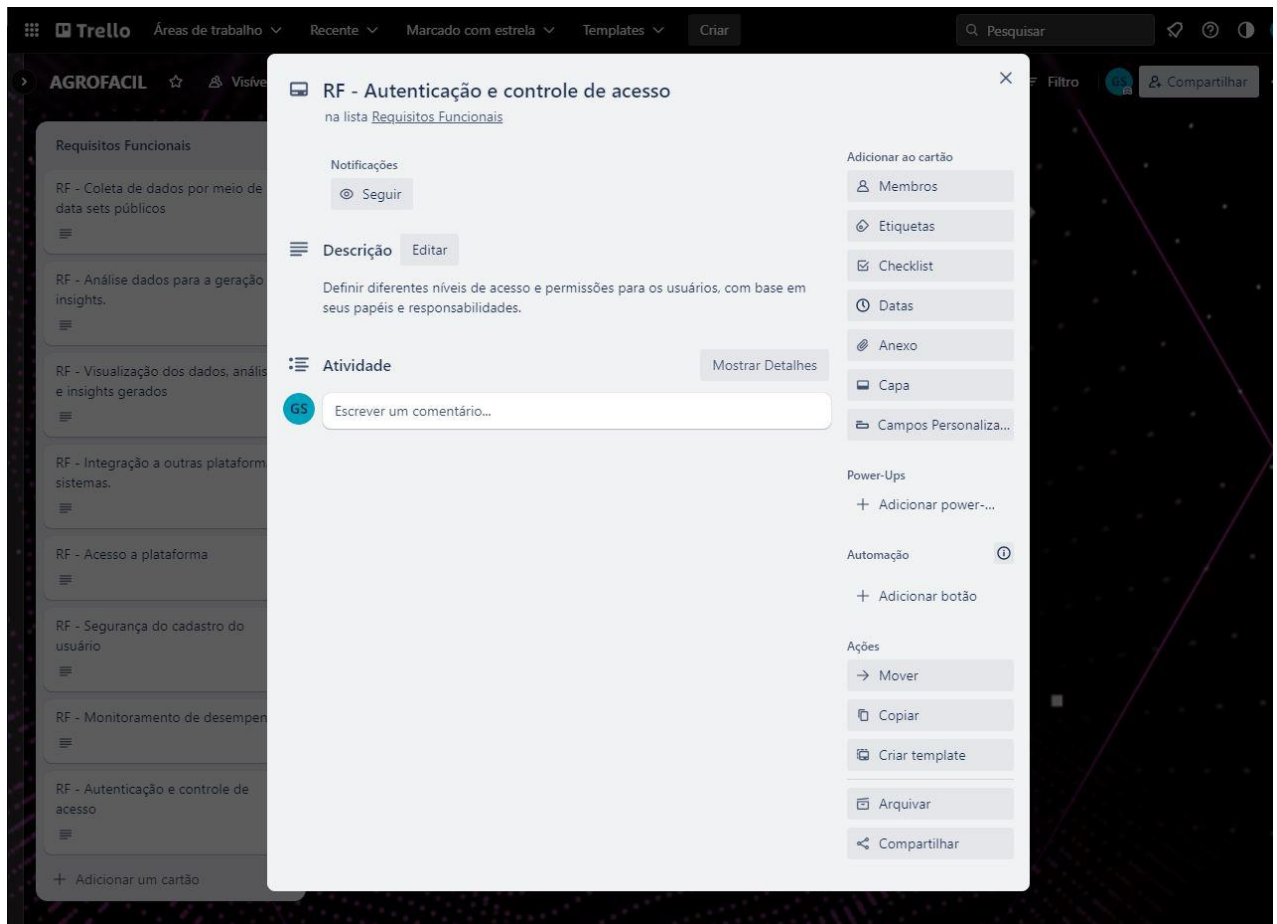 Trello Áreas de trabalho Recente Marcado com estrela Templates Criar Pesquisar
AGROFACIL Filtro GS Compartilhar
Requisitos Funcionais
RF - Coleta de dados por meio de
data sets públicos
RF - Análise dados para a geração
insights.
RF - Visualização dos dados,
e insights gerados
RF - Integração a outras
sistemas.
RF - Acesso a plataforma
RF - Segurança do cadastro do
usuário
RF - Monitoramento de
RF - Autenticação e controle de
acesso
+ Adicionar um cartão
RF - Autenticação e controle de acesso
na lista Requisitos Funcionais
Notificações
Seguir
Descrição Editar
Definir diferentes níveis de acesso e permissões para os usuários, com base em
seus papéis e responsabilidades.
Atividade Mostrar Detalhes
GS Escrever um comentário...
Adicionar ao cartão
Membros
Etiquetas
Checklist
Datas
Anexo
Capa
Campos Personaliza...
Power-Ups
+ Adicionar power-...
Automação
+ Adicionar botão
Ações
Mover
Copiar
Criar template
Arquivar
Compartilhar